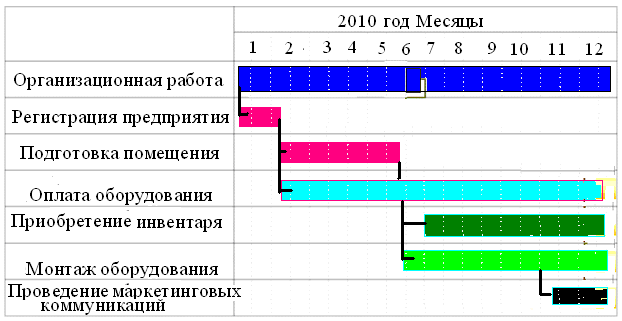 2010 год Месяцы
1 2 3 4 5 6 7 8 9 10 11 12
Организационная работа
Регистрация предприятия
Подготовка помещения
Оплата оборудования
Приобретение инвентаря
Монтаж оборудования
Проведение маркетинговых
коммуникаций